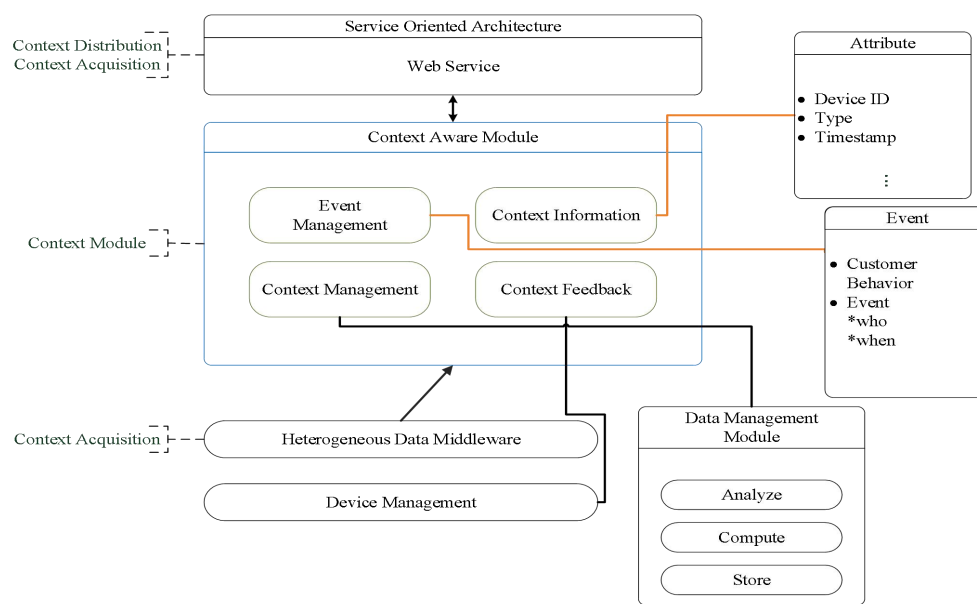 Service Oriented Architecture
Web Service
Context Distribution
Context Acquisition
Attribute
● Device ID
● Type
● Timestamp
...
Context Aware Module
Event
Management
Context Information
Context Management
Context Feedback
Context Module
Event
● Customer
Behavior
● Event
*who
*when
Context Acquisition
Heterogeneous Data Middleware
Device Management
Data Management
Module
Analyze
Compute
Store